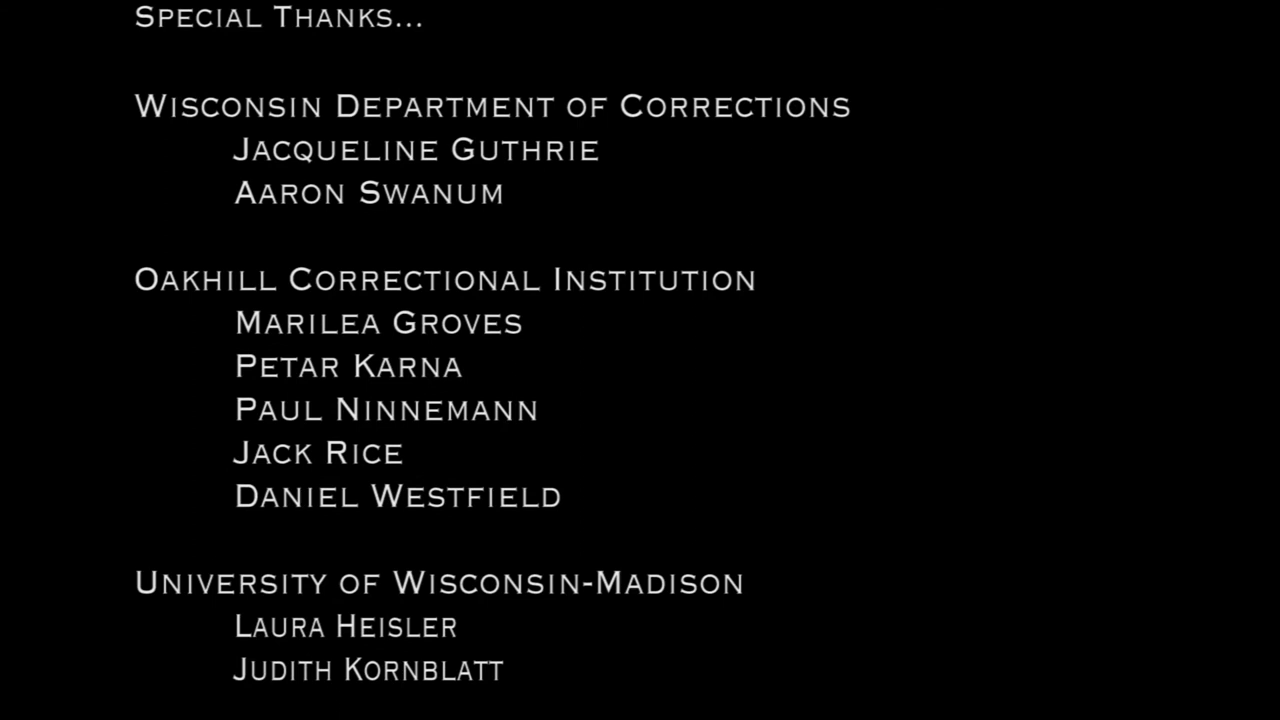 Special Thanks...
Wisconsin Department of Corrections
Jacqueline Guthrie
Aaron Swanum
Oakhill Correctional Institution
Marilea Groves
Petar Karna
Paul Ninnemann
Jack Rice
Daniel Westfield
University of Wisconsin-Madison
Laura Heisler
Judith Kornblatt